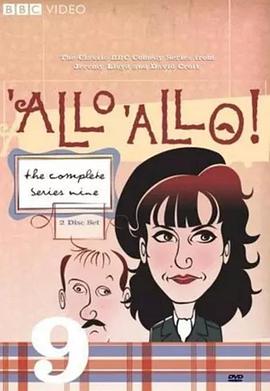 BBC VIDEO
The Classic BBC Comedy Series from
Jeremy Lloyd and David Croft
'ALLO 'ALLO!
the complete
series nine
2 Disc Set
9
DVD